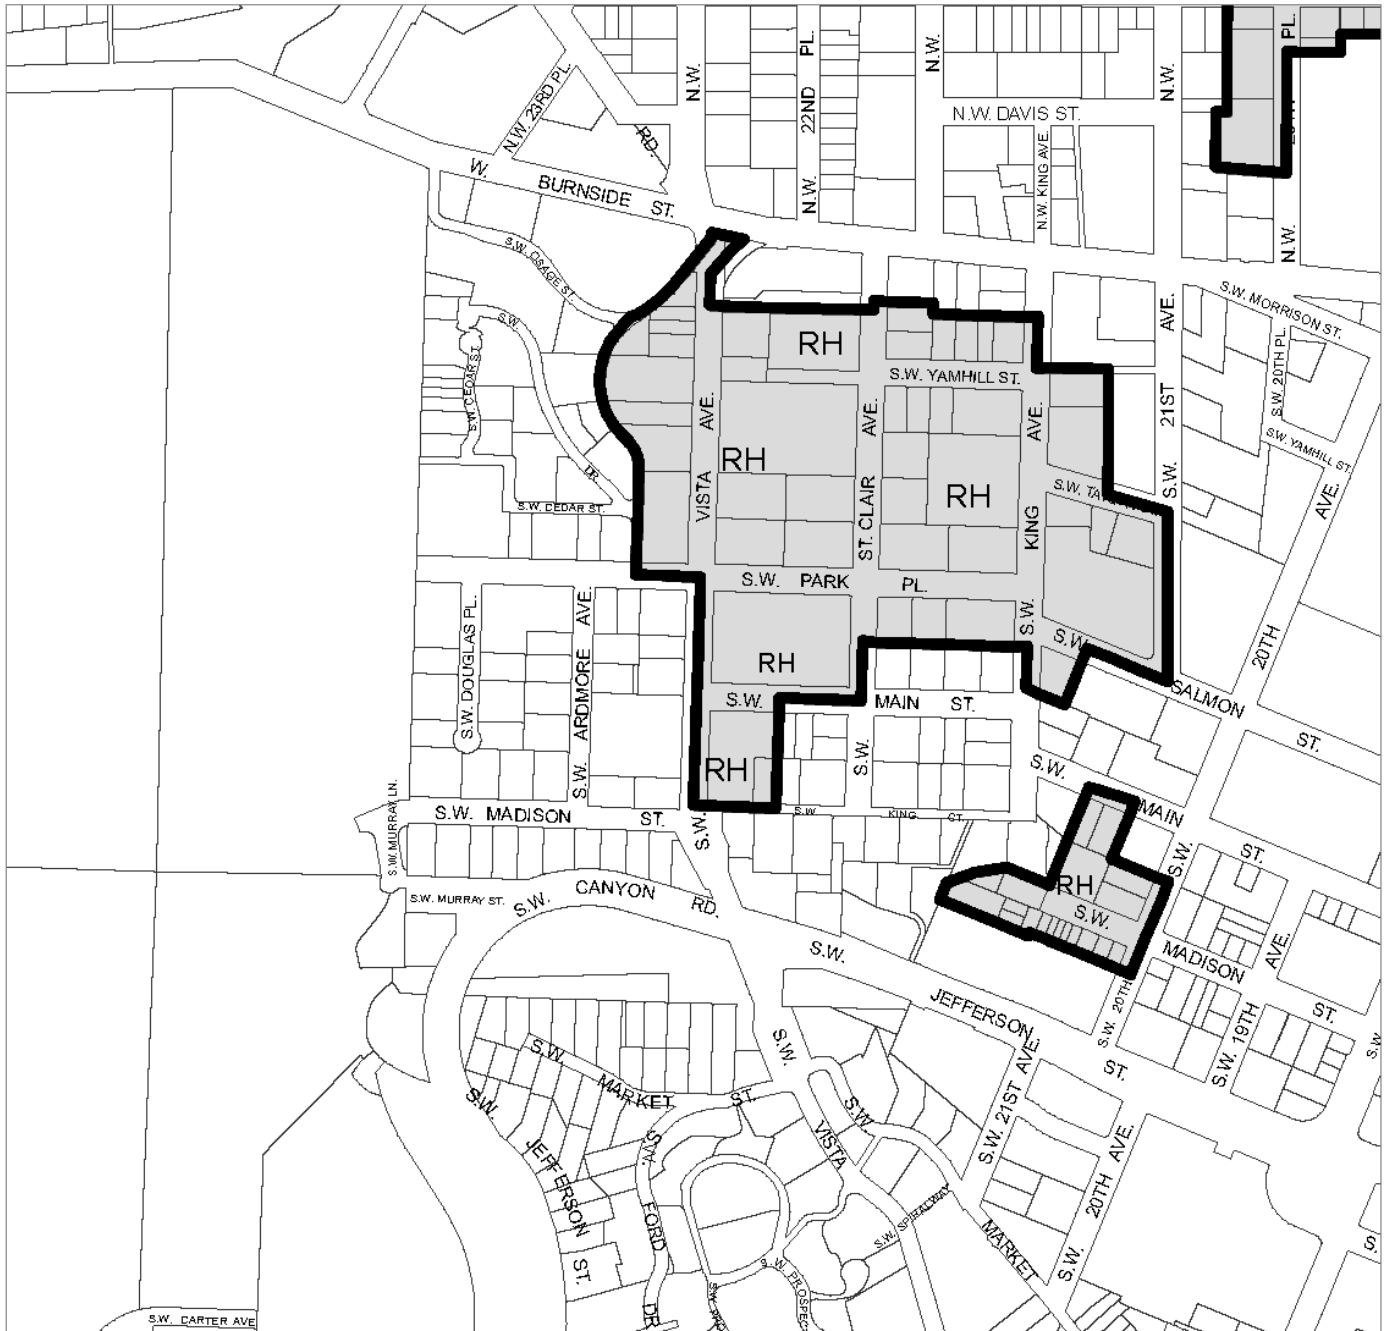 PL.
N.W.
22ND PL.
N.W.
N.W.
N.W.
N.W. 23RD PL.
RD.
N.W. DAVIS ST.
N.W. KING AVE.
N.W.
W. BURNSIDE ST.
N.W.
S.W. OSAGE ST.
S.W. MORRISON ST.
S.W.
DR.
S.W. CEDAR ST.
S.W. CEDAR ST.
RH
S.W. YAMHILL ST.
S.W. 21ST AVE.
S.W. 20TH PL.
S.W. YAMHILL ST.
VISTA AVE.
RH
ST. CLAIR AVE.
RH
S.W. KING AVE.
S.W.
20TH AVE.
S.W. PARK PL.
S.W. DOUGLAS PL.
S.W. ARDMORE AVE.
S.W.
SALMON ST.
RH
S.W. MAIN ST.
RH
S.W.
S.W. MAIN ST.
S.W. MURRAY LN.
S.W. MADISON ST.
S.W.
S.W. KING CT.
S.W.
RH
S.W. MADISON ST.
S.W. MURRAY ST.
S.W. CANYON RD.
S.W. JEFFERSON ST.
S.W. 20TH
S.W. 19TH AVE.
S.W.
S.W. MARKET ST.
S.W. VISTA
S.W. MARKET
S.W. 21ST AVE
S.W. 20TH AVE.
S.W. JEFFERSON ST.
S.W. FORD DR
S.W. SPIRALWAY
S.W. PROSPEC
S.
S.W. CARTER AVE